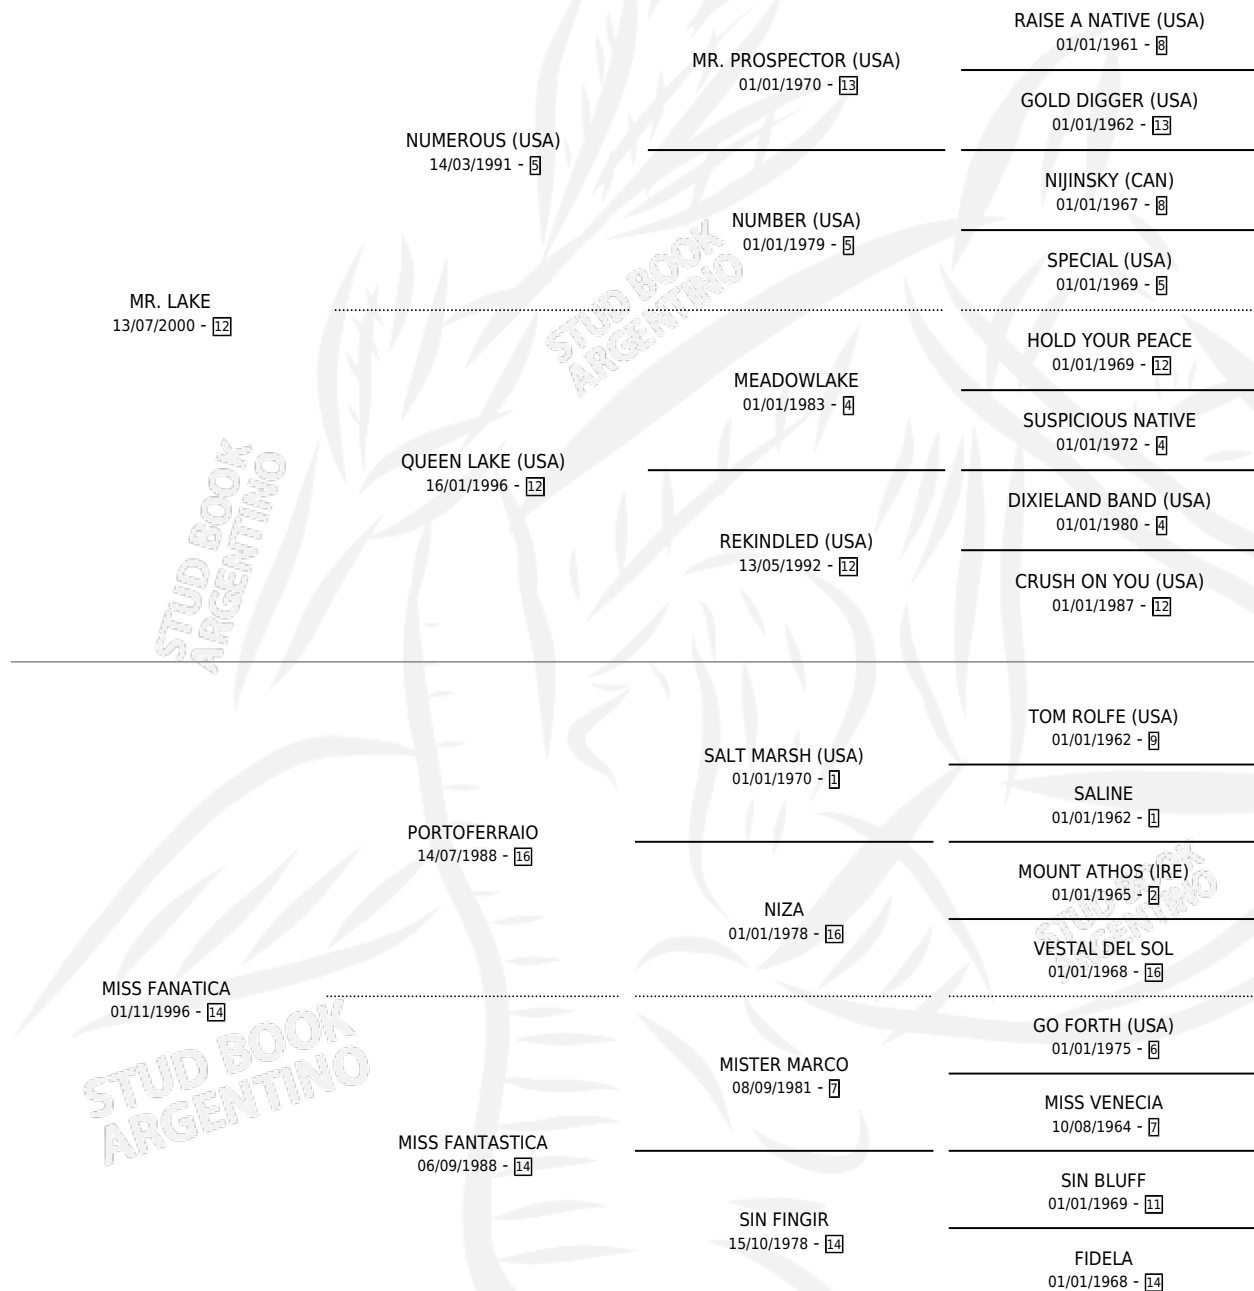 RAISE A NATIVE (USA)
01/01/1961 - 8
MR. PROSPECTOR (USA)
01/01/1970 - 13
GOLD DIGGER (USA)
01/01/1962 - 13
NUMEROUS (USA)
14/03/1991 - 5
NIJINSKY (CAN)
01/01/1967 - 8
NUMBER (USA)
01/01/1979 - 5
SPECIAL (USA)
01/01/1969 - 5
MR. LAKE
13/07/2000 - 12
STUD BOOK
ARGENTINO
HOLD YOUR PEACE
01/01/1969 - 12
MEADOWLAKE
01/01/1983 - 4
SUSPICIOUS NATIVE
01/01/1972 - 4
QUEEN LAKE (USA)
16/01/1996 - 12
DIXIELAND BAND (USA)
01/01/1980 - 4
REKINDLED (USA)
13/05/1992 - 12
CRUSH ON YOU (USA)
01/01/1987 - 12
STUD BOOK
ARGENTINO
TOM ROLFE (USA)
01/01/1962 - 9
SALT MARSH (USA)
01/01/1970 - 1
SALINE
01/01/1962 - 1
PORTOFERRAIO
14/07/1988 - 16
MOUNT ATHOS (IRE)
01/01/1965 - 2
NIZA
01/01/1978 - 16
VESTAL DEL SOL
01/01/1968 - 16
STUD BOOK
ARGENTINO
MISS FANATICA
01/11/1996 - 14
GO FORTH (USA)
01/01/1975 - 6
MISTER MARCO
08/09/1981 - 7
MISS VENECIA
10/08/1964 - 7
STUD BOOK
ARGENTINO
MISS FANTASTICA
06/09/1988 - 14
SIN BLUFF
01/01/1969 - 11
SIN FINGIR
15/10/1978 - 14
FIDELA
01/01/1968 - 14